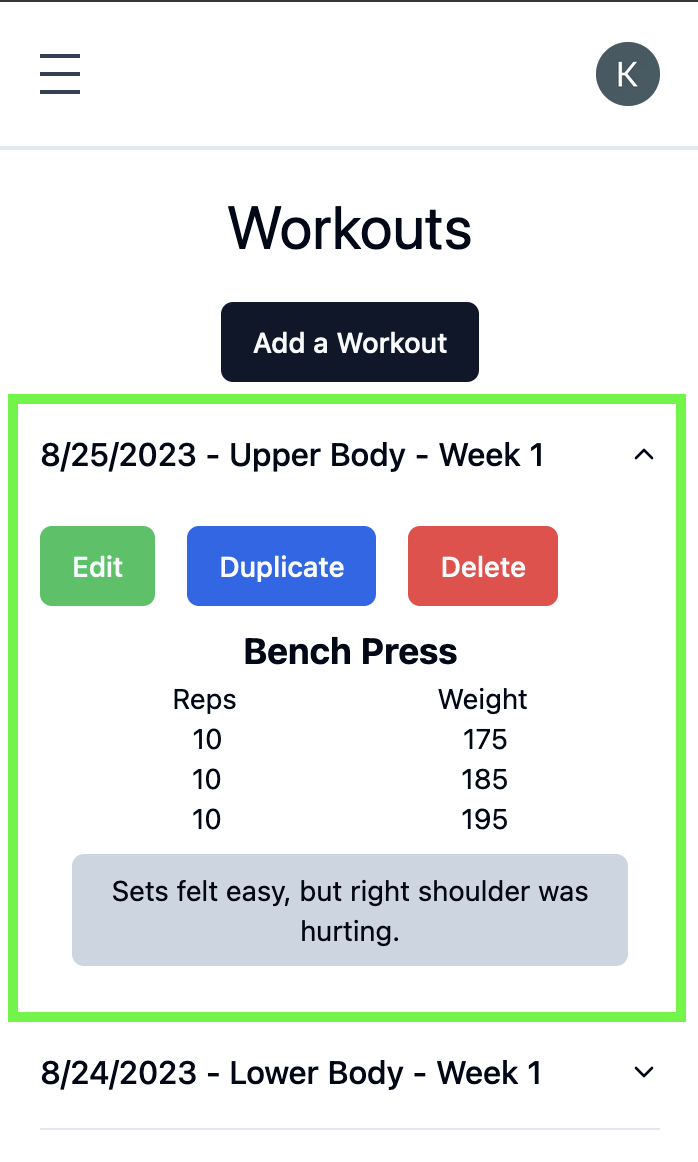 K
Workouts
Add a Workout
8/25/2023 - Upper Body - Week 1
Edit Duplicate Delete
Bench Press
Reps Weight
10 175
10 185
10 195
Sets felt easy, but right shoulder was
hurting.
8/24/2023 - Lower Body - Week 1